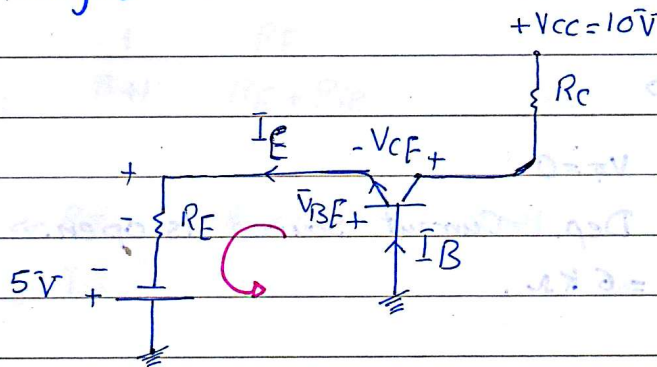 +VCC=10V
RC
IE
-VCE+
+
-
RE
VBE+
IB
5V
-
+